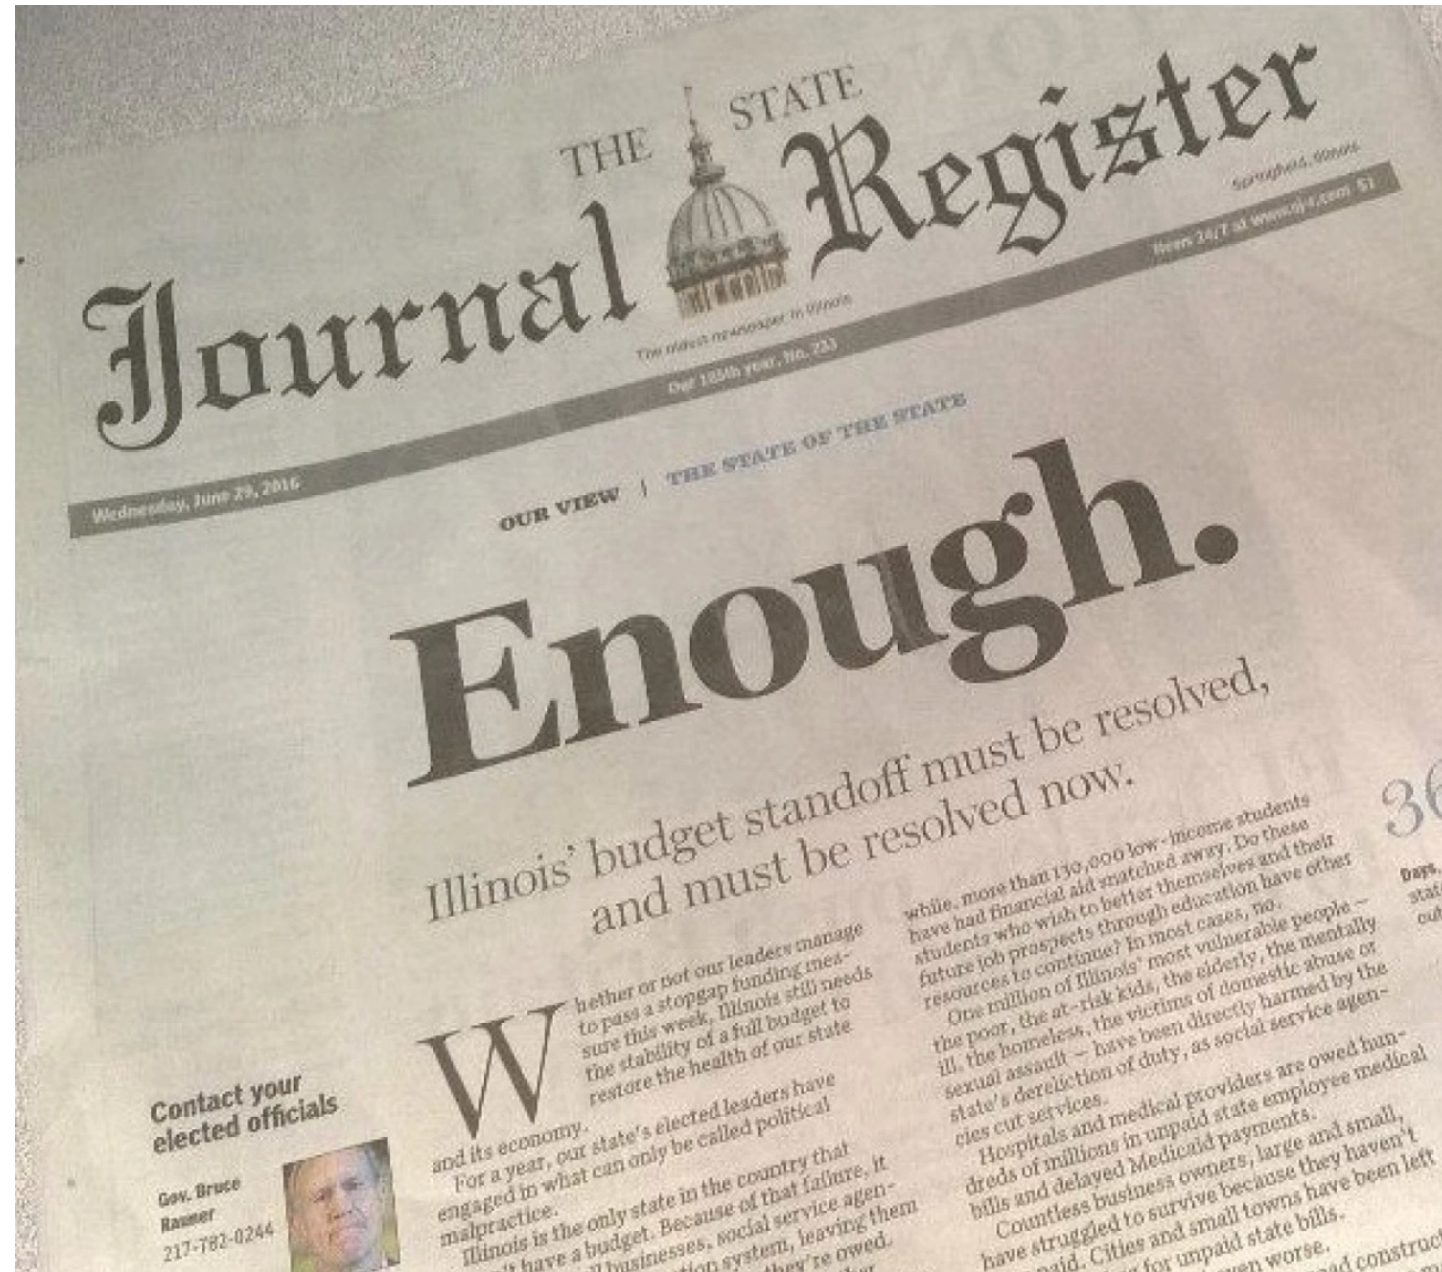 THE STATE
Journal Register
Springfield, Illinois
The oldest newspaper in Illinois
Wednesday, June 29, 2016
Our 185th year, No. 233
News 24/7 at www.sj-r.com $1
OUR VIEW | THE STATE OF THE STATE
Enough.
Illinois’ budget standoff must be resolved,
and must be resolved now.
Whether or not our leaders manage
to pass a stopgap funding mea-
sure this week, Illinois still needs
the stability of a full budget to
restore the health of our state
and its economy.
For a year, our state’s elected leaders have
engaged in what can only be called political
malpractice.
Illinois is the only state in the country that
’t have a budget. Because of that failure, it
businesses, social service agen-
tion system, leaving them
they’re owed.
while, more than 130,000 low-income students
have had financial aid snatched away. Do these
students who wish to better themselves and their
future job prospects through education have other
resources to continue? In most cases, no.
One million of Illinois’ most vulnerable people —
the poor, the at-risk kids, the elderly, the mentally
ill, the homeless, the victims of domestic abuse or
sexual assault — have been directly harmed by the
state’s dereliction of duty, as social service agen-
cies cut services.
Hospitals and medical providers are owed hun-
dreds of millions in unpaid state employee medical
bills and delayed Medicaid payments.
Countless business owners, large and small,
have struggled to survive because they haven’t
paid. Cities and small towns have been left
for unpaid state bills.
en worse.
ad construct
36
Days,
stat
out
Contact your
elected officials
Gov. Bruce
Rauner
217-782-0244